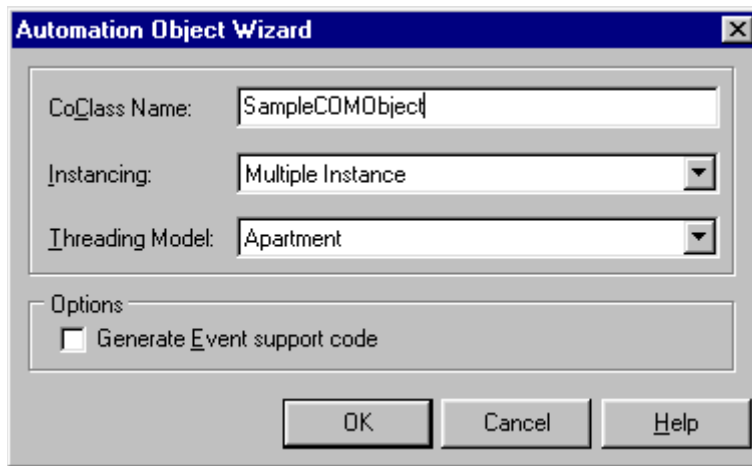 Automation Object Wizard
CoClass Name: SampleCOMObject
Instancing: Multiple Instance
Threading Model: Apartment
Options
Generate Event support code
OK Cancel Help